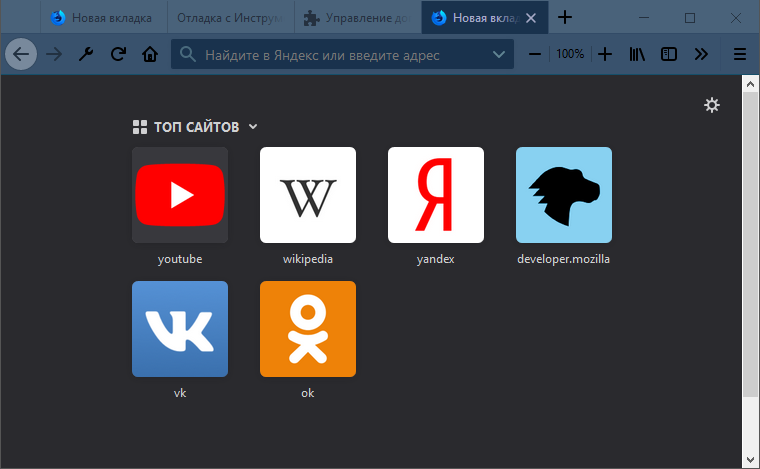 Новая вкладка
Отладка с Инструм
Управление до
Новая вклад
Найдите в Яндекс или введите адрес
100%
ТОП САЙТОВ
W
Я
youtube
wikipedia
yandex
developer.mozilla
vk
ok